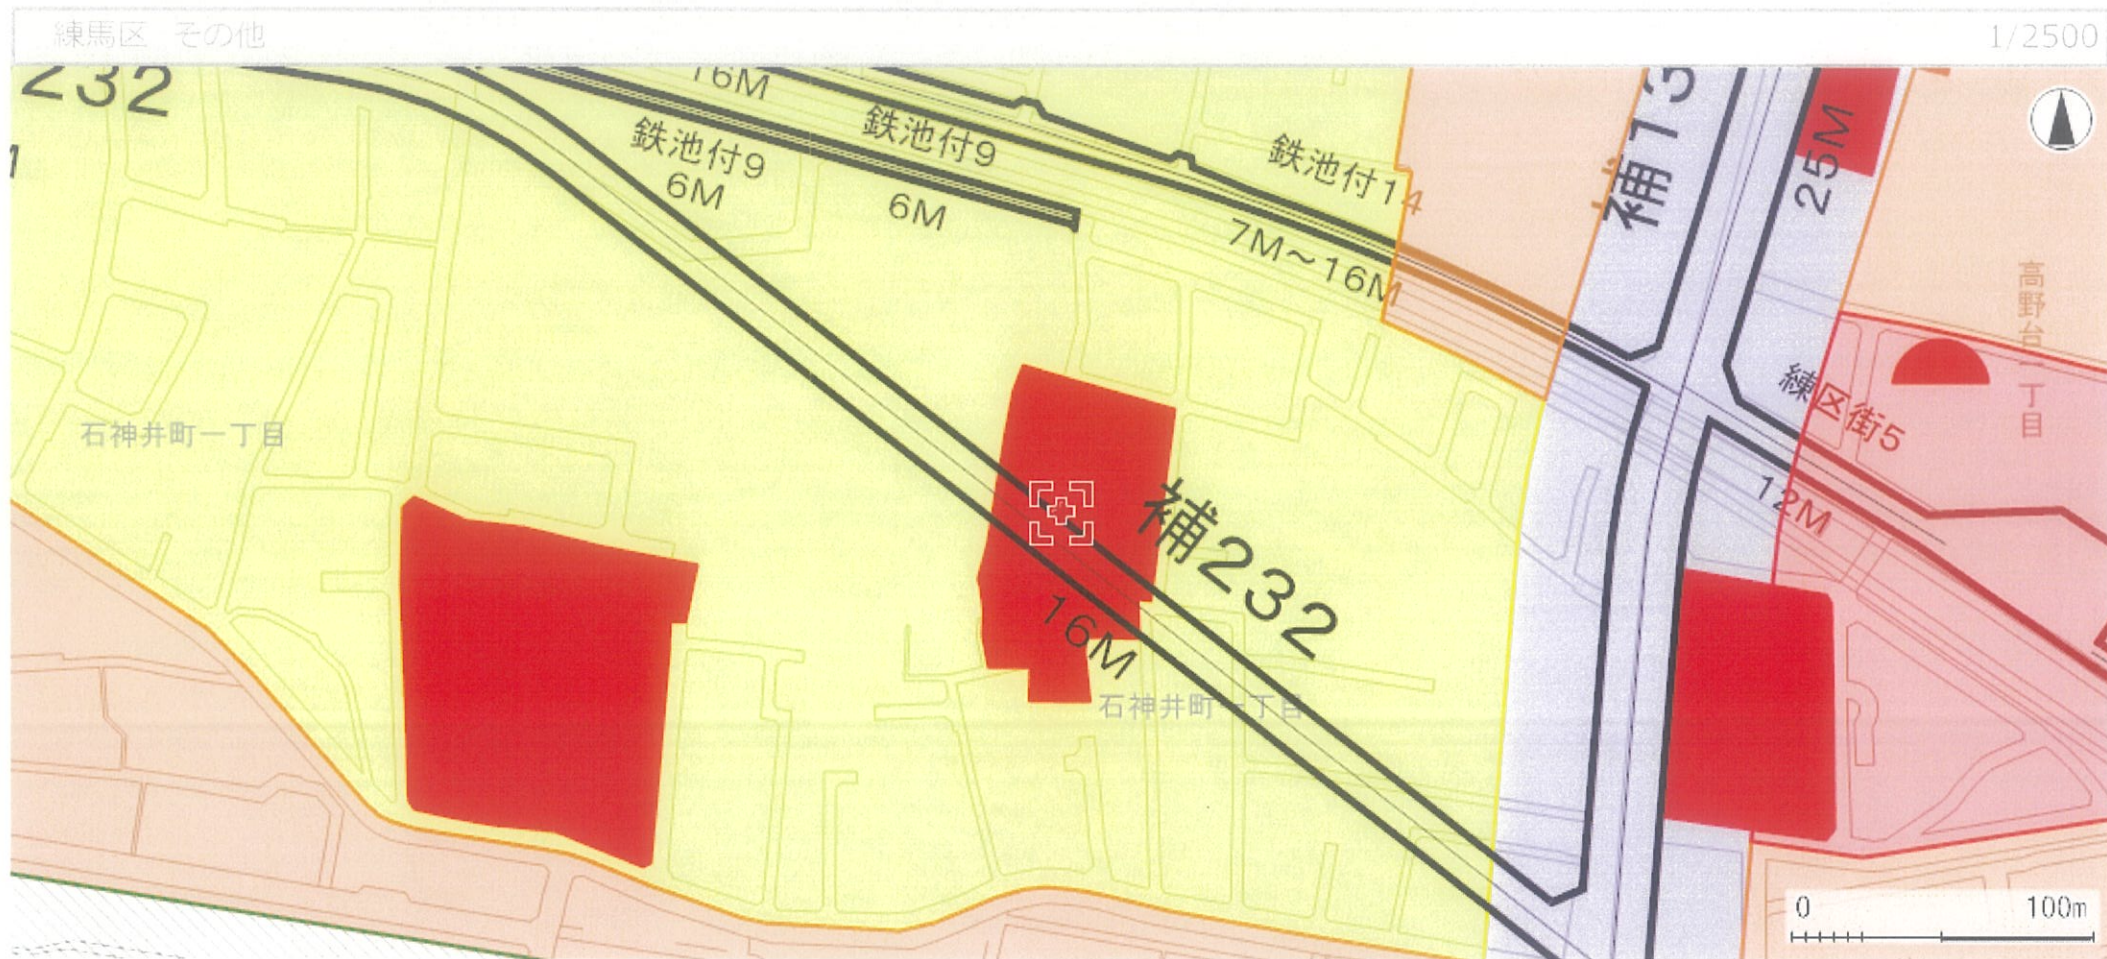 練馬区 その他
1/2500
232
16M
鉄池付9
6M
鉄池付9
6M
鉄池付14
7M～16M
補13
25M
高野台一丁目
練区街5
12M
石神井町一丁目
補232
16M
石神井町一丁目
0 100m